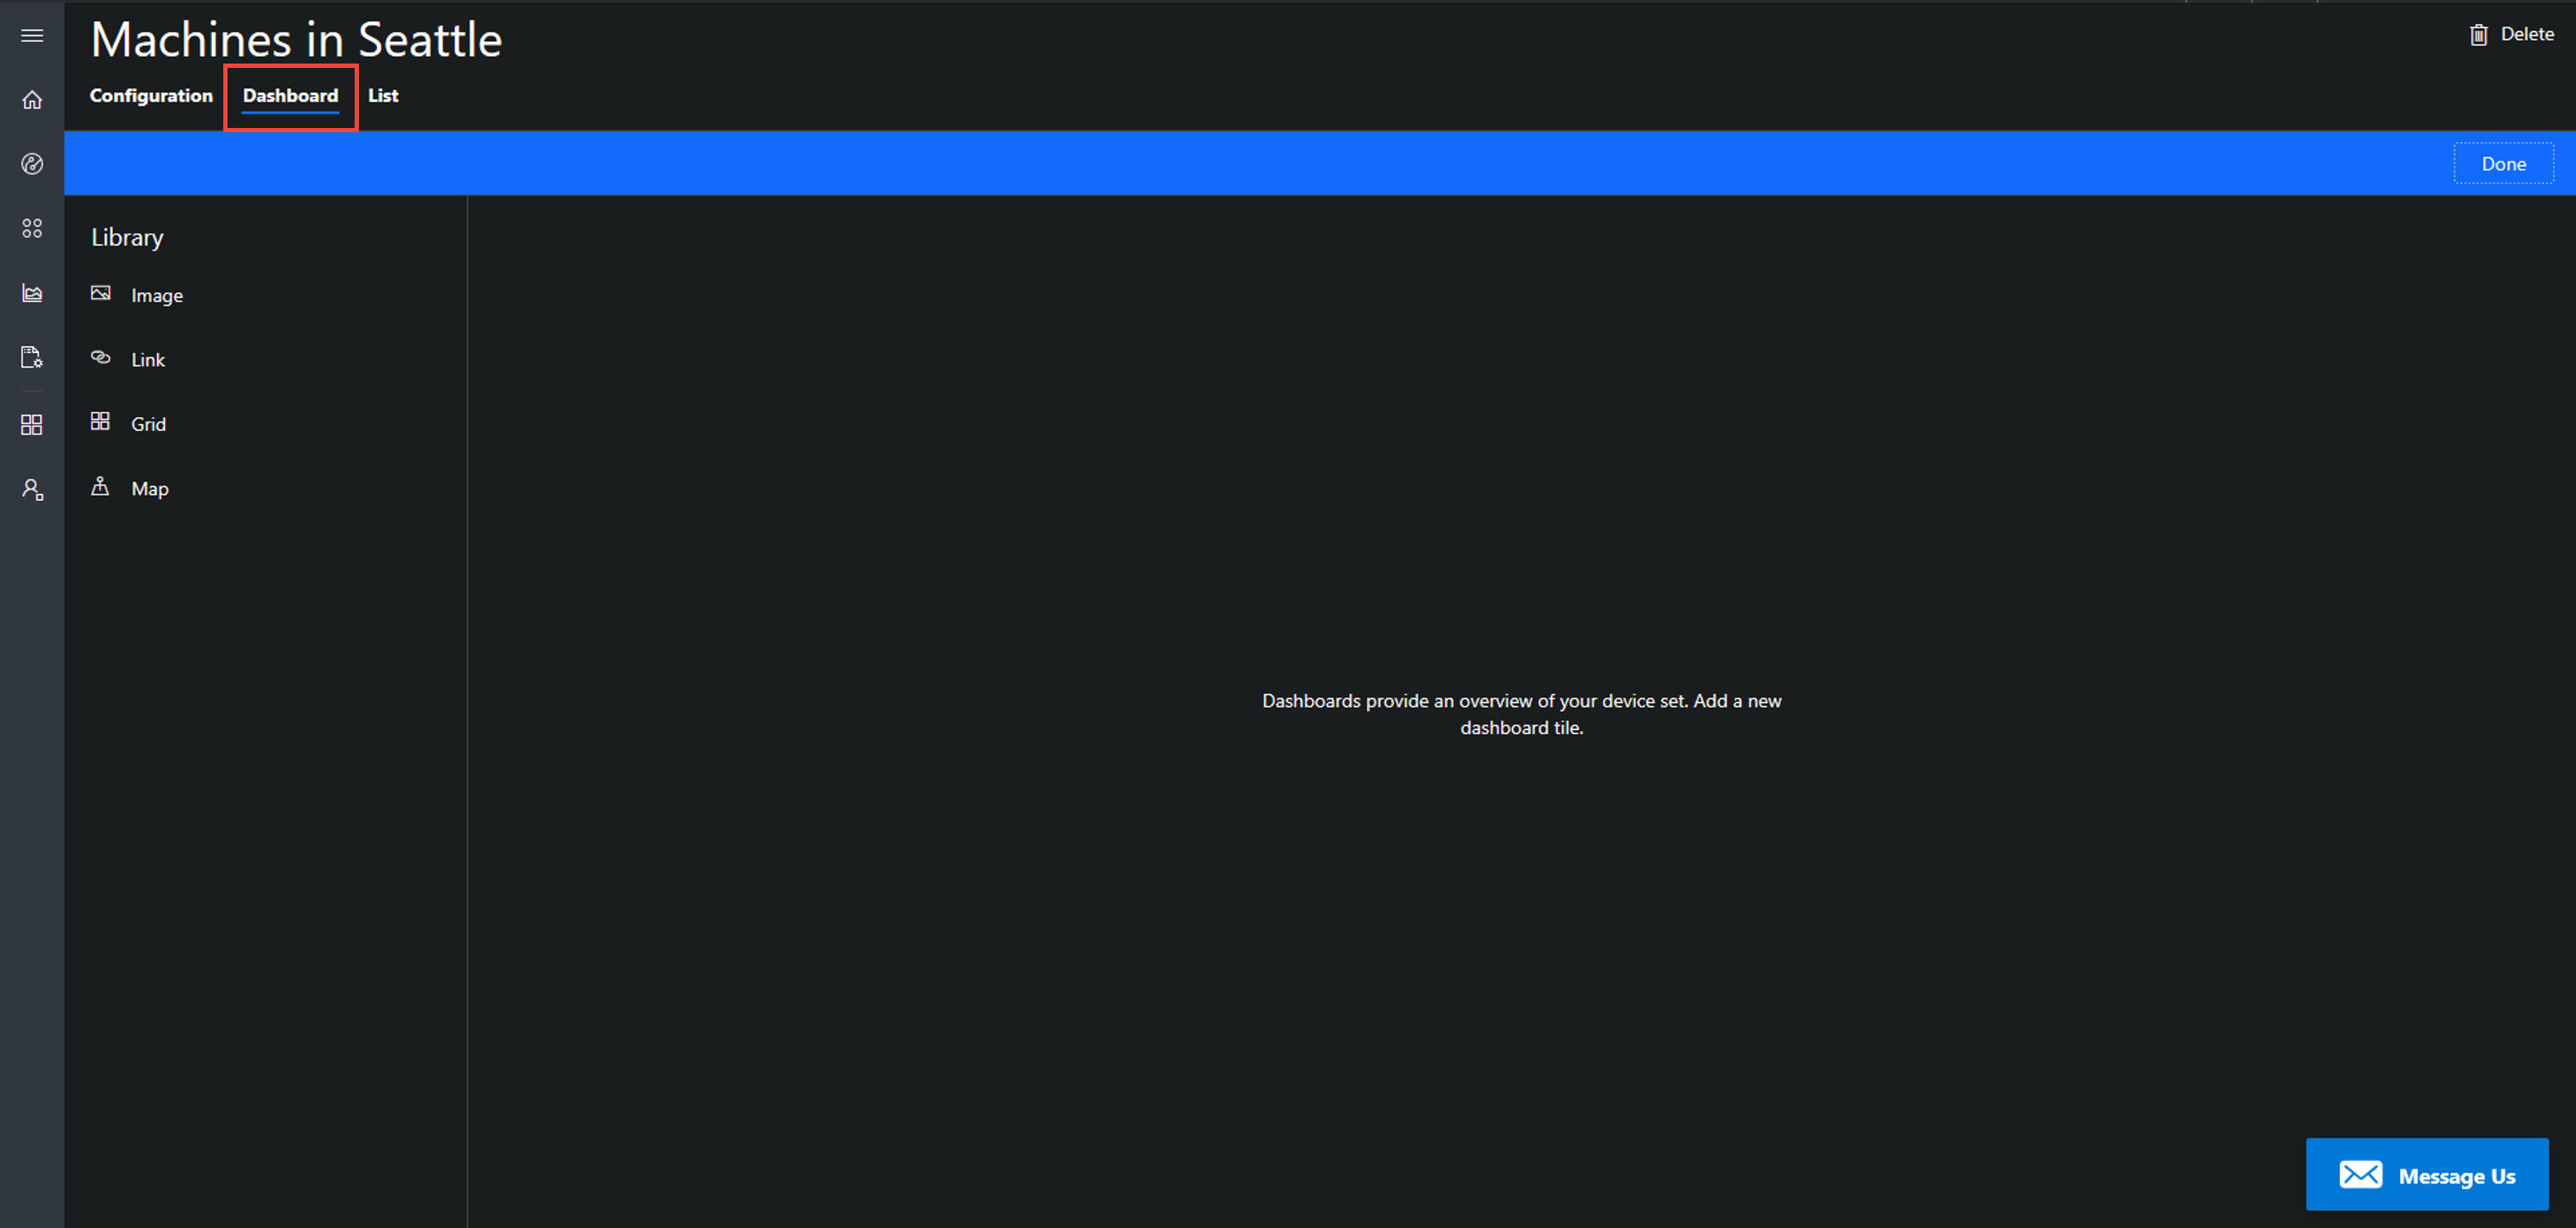 Machines in Seattle
Delete
Configuration Dashboard List
Done
Library
Image
Link
Grid
Map
Dashboards provide an overview of your device set. Add a new
dashboard tile.
Message Us